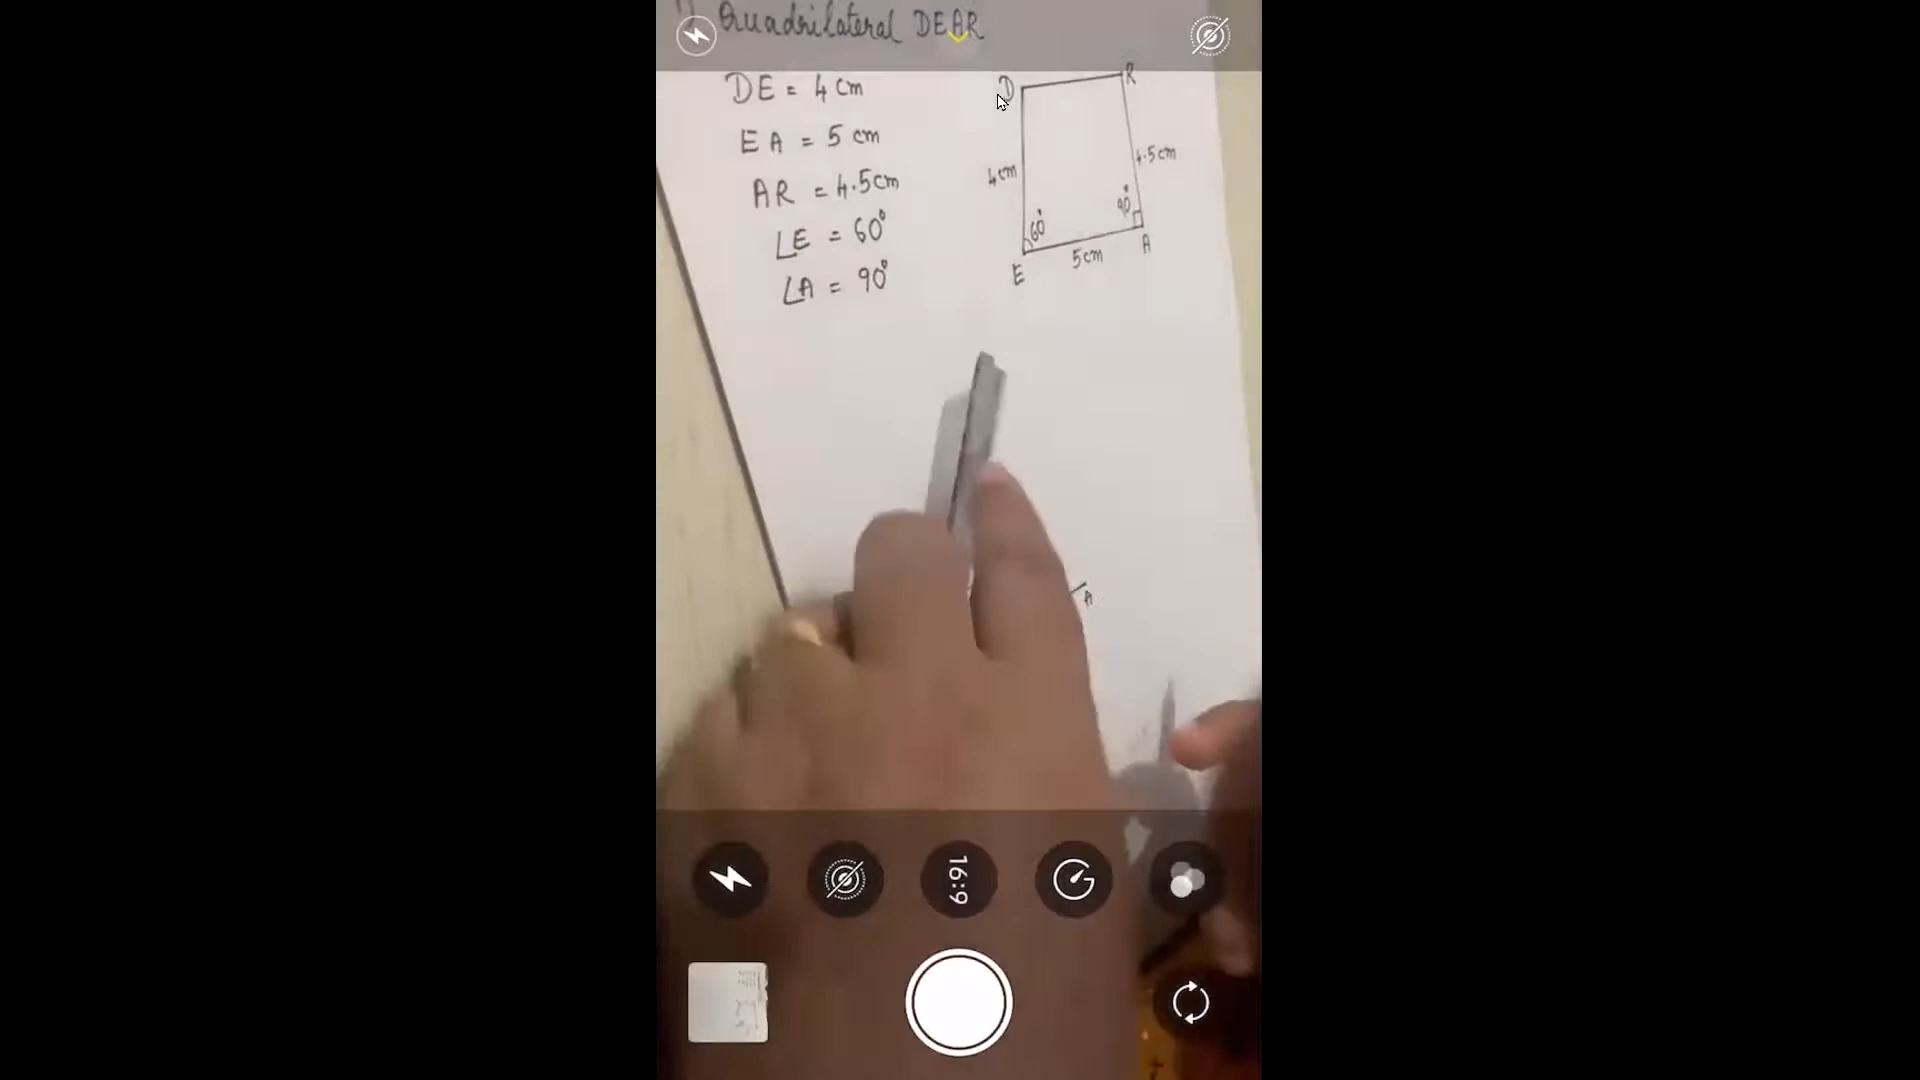 Quadrilateral DEAR
DE = 4 cm
EA = 5 cm
AR = 4.5cm
∠E = 60°
∠A = 90°
D
R
4cm
4.5cm
60°
90°
E
5cm
A
A
16:9